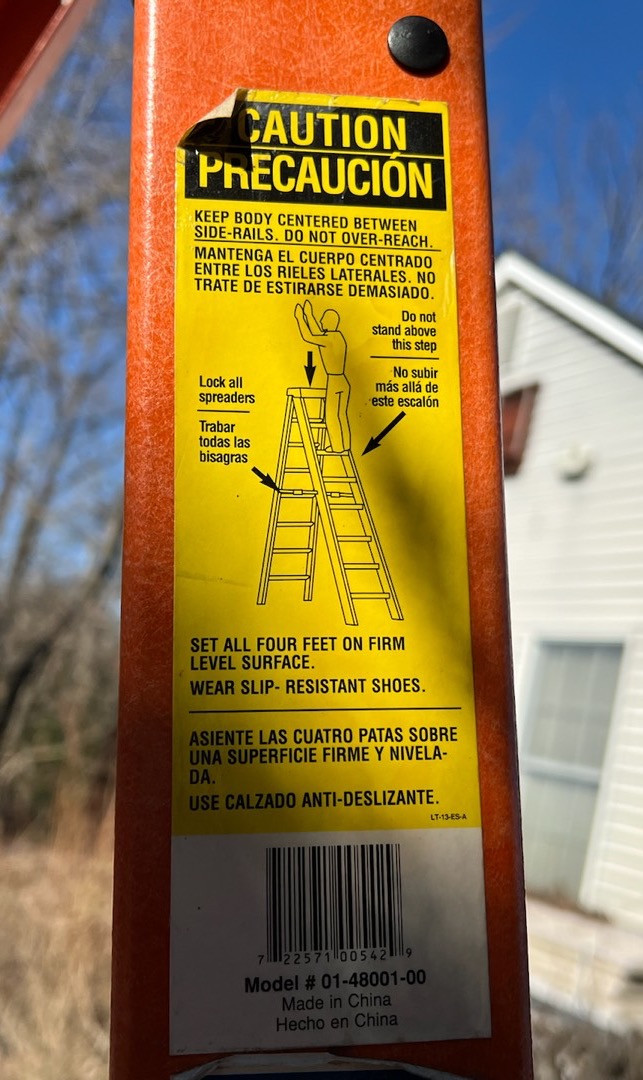 CAUTION
PRECAUCIÓN
KEEP BODY CENTERED BETWEEN
SIDE-RAILS. DO NOT OVER-REACH.
MANTENGA EL CUERPO CENTRADO
ENTRE LOS RIELES LATERALES. NO
TRATE DE ESTIRARSE DEMASIADO.
Do not
stand above
this step
No subir
más allá de
este escalón
Lock all
spreaders
Trabar
todas las
bisagras
SET ALL FOUR FEET ON FIRM
LEVEL SURFACE.
WEAR SLIP- RESISTANT SHOES.
ASIENTE LAS CUATRO PATAS SOBRE
UNA SUPERFICIE FIRME Y NIVELA-
DA.
USE CALZADO ANTI-DESLIZANTE.
LT-13-ES-A
7 22571 00542 9
Model # 01-48001-00
Made in China
Hecho en China